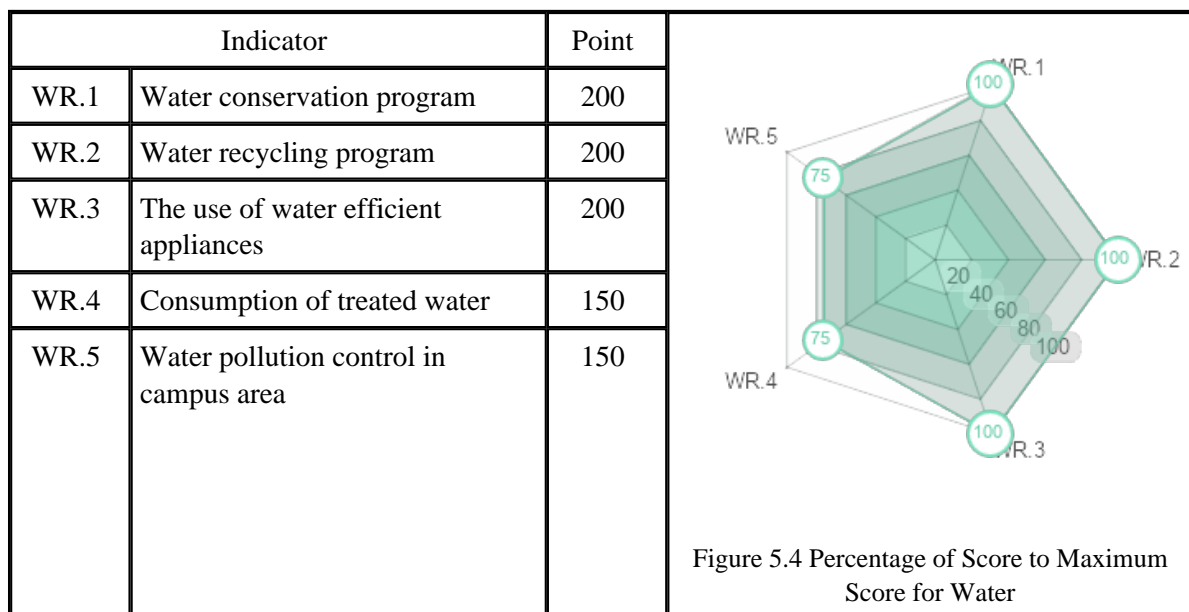 Indicator Point
WR.1 Water conservation program 200
WR.2 Water recycling program 200
WR.3 The use of water efficient
appliances 200
WR.4 Consumption of treated water 150
WR.5 Water pollution control in
campus area 150
WR.1
100
WR.5
75
100
WR.2
20
40
60
80
100
75
WR.4
100
WR.3
Figure 5.4 Percentage of Score to Maximum
Score for Water